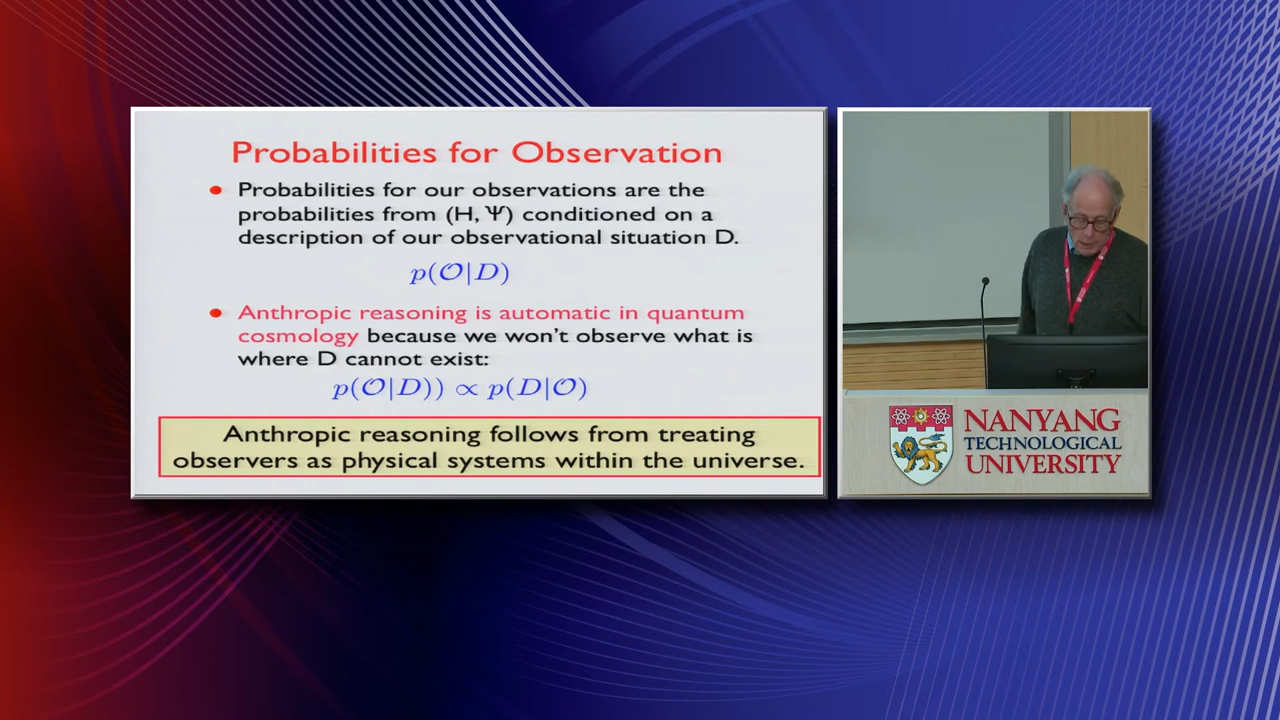 Probabilities for Observation
• Probabilities for our observations are the
probabilities from (H, Ψ) conditioned on a
description of our observational situation D.
p(𝒪|D)
• Anthropic reasoning is automatic in quantum
cosmology because we won't observe what is
where D cannot exist:
p(𝒪|D)) ∝ p(D|𝒪)
Anthropic reasoning follows from treating
observers as physical systems within the universe.
NANYANG
TECHNOLOGICAL
UNIVERSITY